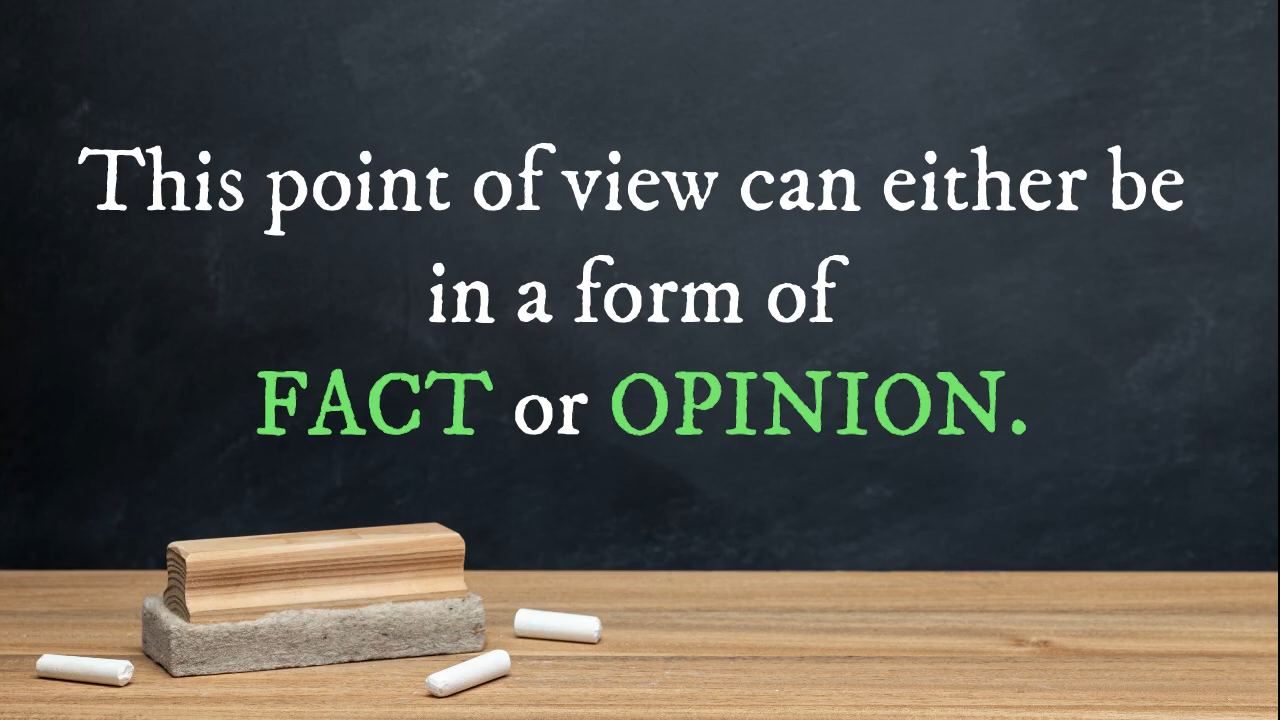 This point of view can either be
in a form of
FACT or OPINION.